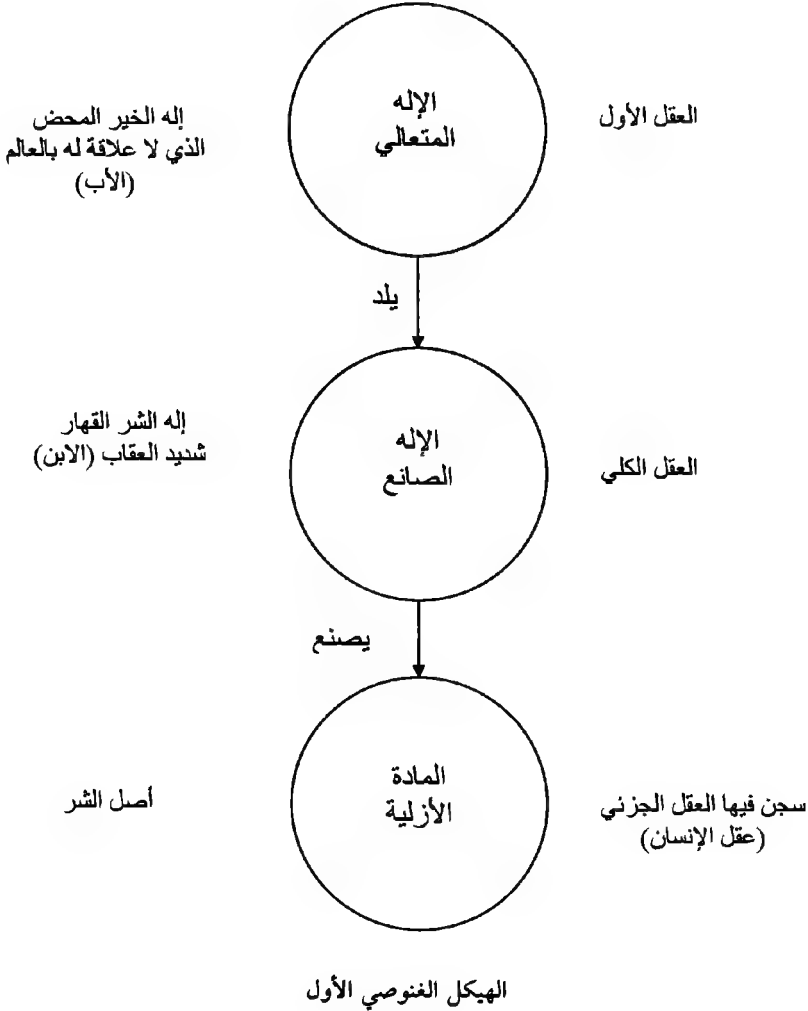 العقل الأول
الإله
المتعالي
إله الخير المحض
الذي لا علاقة له بالعالم
(الأب)
يلد
العقل الكلي
الإله
الصانع
إله الشر القهار
شديد العقاب (الابن)
يصنع
سجن فيها العقل الجزئي
(عقل الإنسان)
المادة
الأزلية
أصل الشر
الهيكل الغنوصي الأول